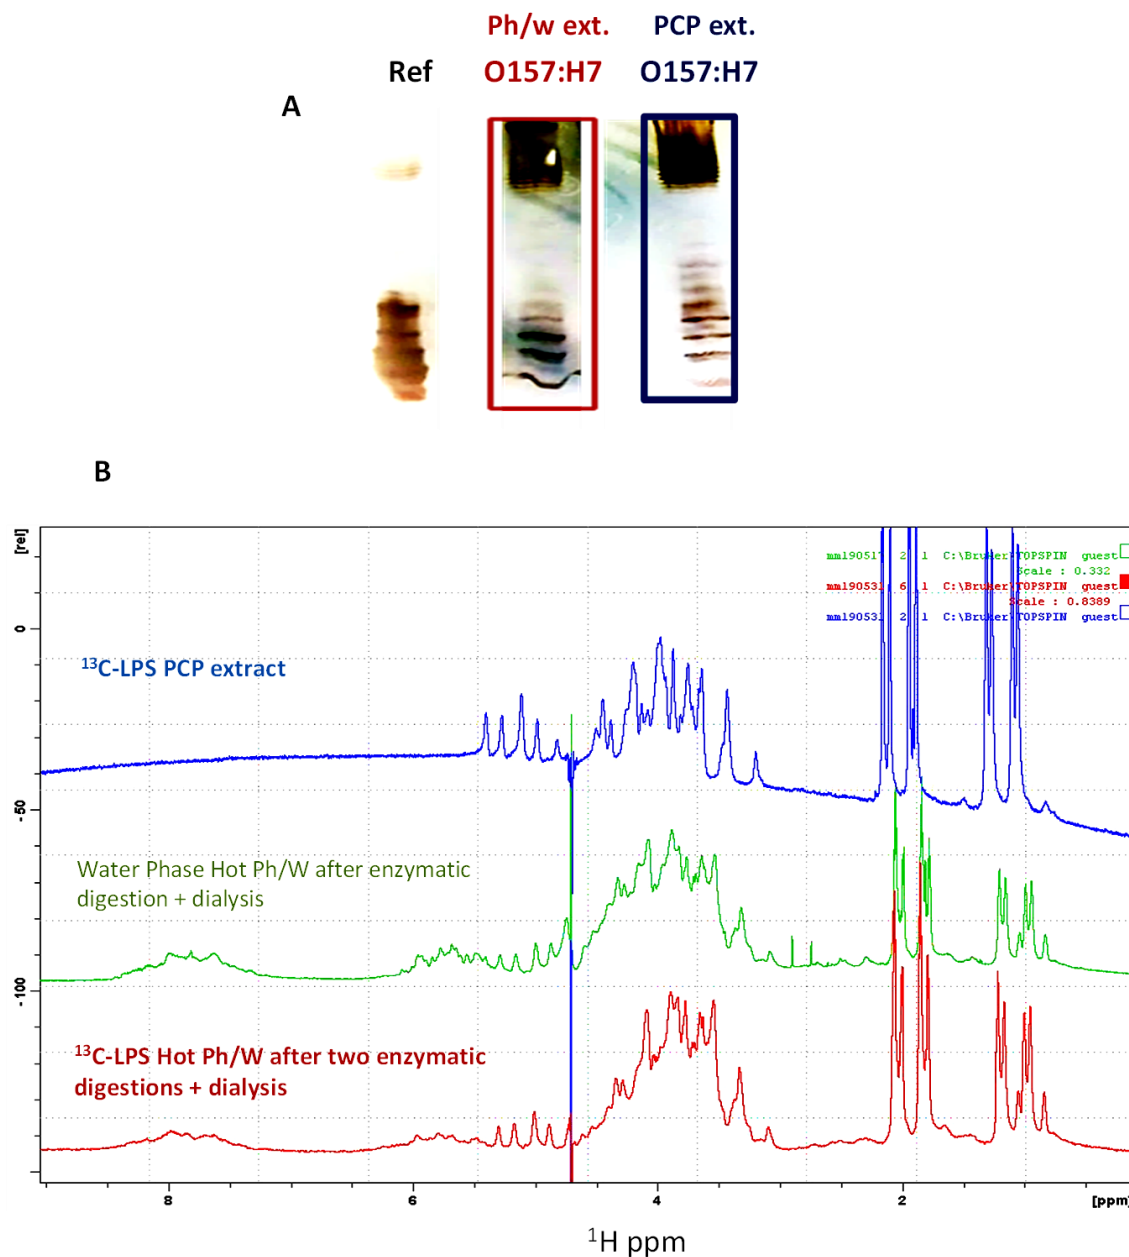 Ph/w ext. PCP ext.
Ref O157:H7 O157:H7
A
B
[rel]
mm190517 2 1 C:\Bruker\TOPSPIN guest
Scale : 0.332
mm190531 6 1 C:\Bruker\TOPSPIN guest
Scale : 0.8389
mm190531 2 1 C:\Bruker\TOPSPIN guest
0
¹³C-LPS PCP extract
-50
Water Phase Hot Ph/W after enzymatic
digestion + dialysis
-100
¹³C-LPS Hot Ph/W after two enzymatic
digestions + dialysis
8 6 4 2 [ppm]
¹H ppm